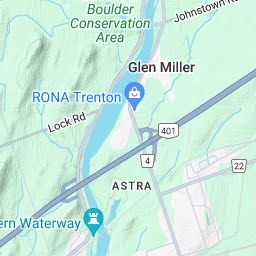 Boulder
Conservation
Area
Johnstown R
Glen Miller
RONA Trenton
Lock Rd
401
4
22
ASTRA
ern Waterway